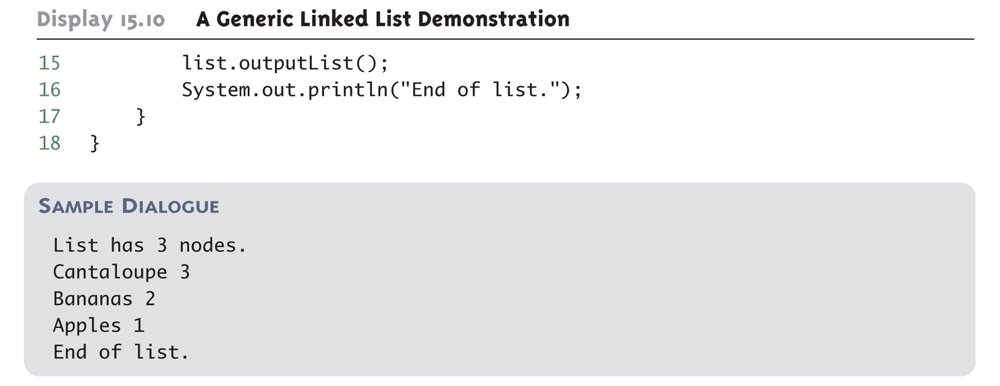 Display 15.10 A Generic Linked List Demonstration
15 list.outputList();
16 System.out.println("End of list.");
17 }
18 }
SAMPLE DIALOGUE
List has 3 nodes.
Cantaloupe 3
Bananas 2
Apples 1
End of list.